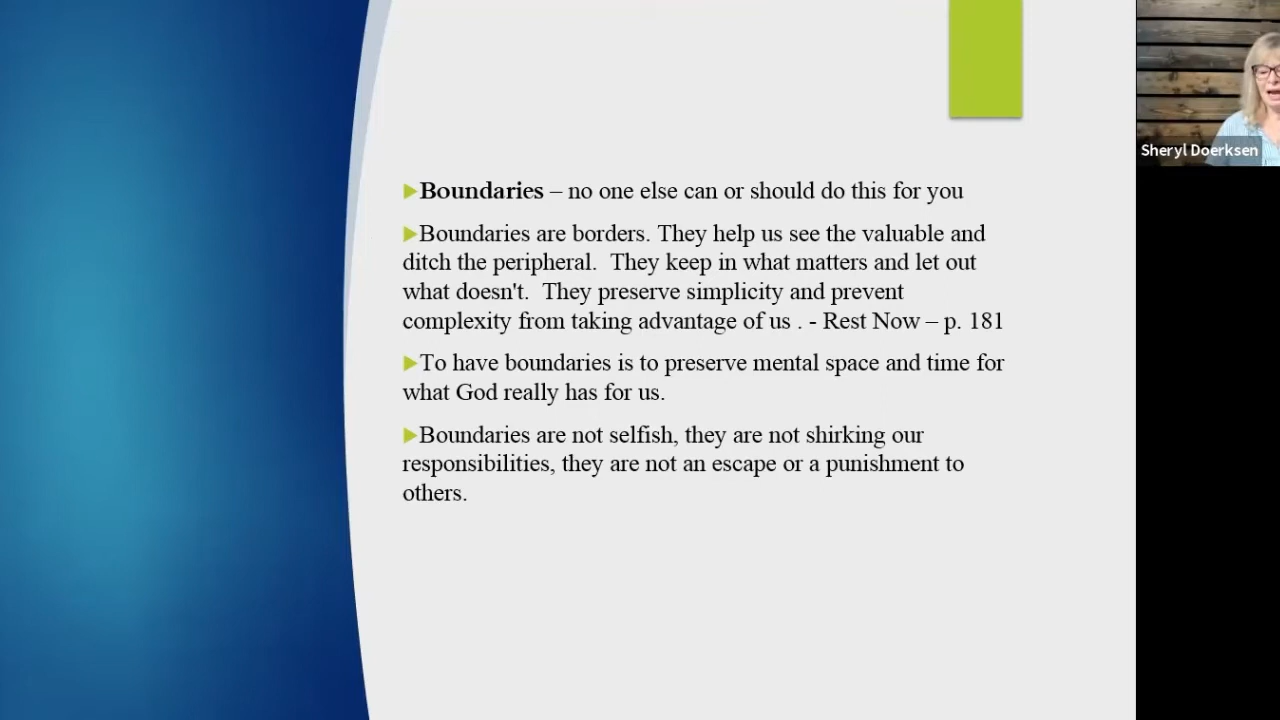 Boundaries – no one else can or should do this for you
Boundaries are borders. They help us see the valuable and
ditch the peripheral.  They keep in what matters and let out
what doesn't.  They preserve simplicity and prevent
complexity from taking advantage of us . - Rest Now – p. 181
To have boundaries is to preserve mental space and time for
what God really has for us.
Boundaries are not selfish, they are not shirking our
responsibilities, they are not an escape or a punishment to
others.
Sheryl Doerksen